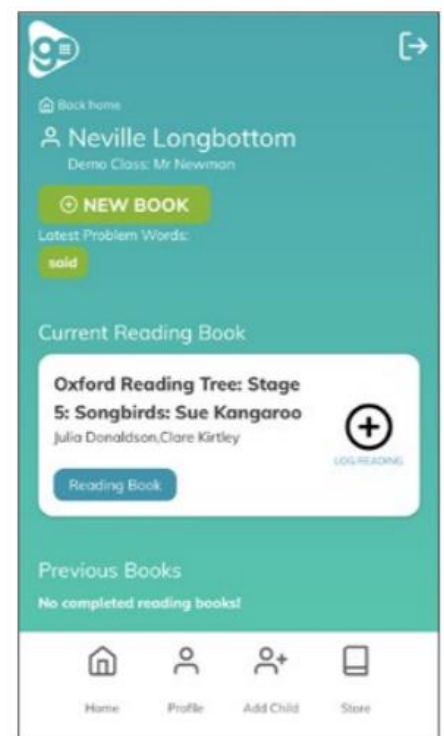 go
Back home
Neville Longbottom
Demo Class: Mr Newman
NEW BOOK
Latest Problem Words:
said
Current Reading Book
Oxford Reading Tree: Stage
5: Songbirds: Sue Kangaroo
Julia Donaldson,Clare Kirtley
LOG READING
Reading Book
Previous Books
No completed reading books!
Home Profile Add Child Store